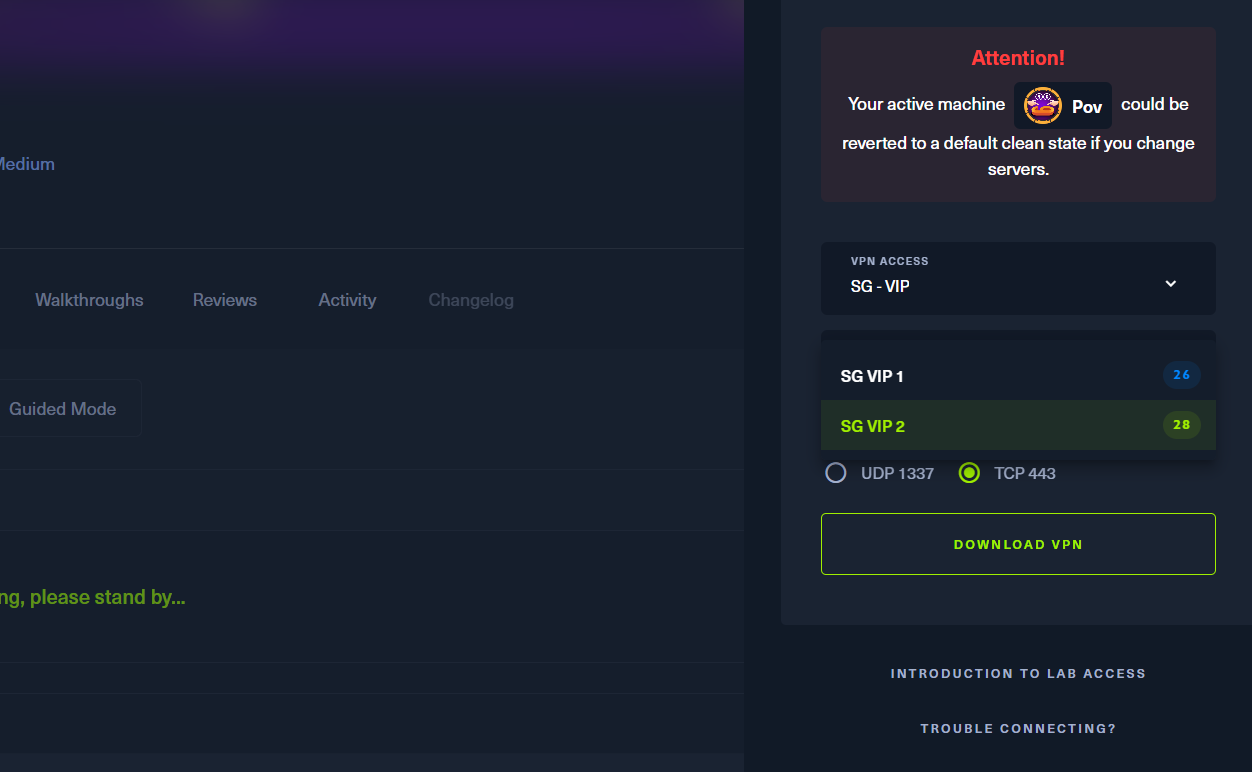 Medium
Walkthroughs Reviews Activity Changelog
Guided Mode
please stand by...
Attention!
Your active machine Pov could be
reverted to a default clean state if you change
servers.
VPN ACCESS
SG - VIP
SG VIP 1 26
SG VIP 2 28
UDP 1337 TCP 443
DOWNLOAD VPN
INTRODUCTION TO LAB ACCESS
TROUBLE CONNECTING?